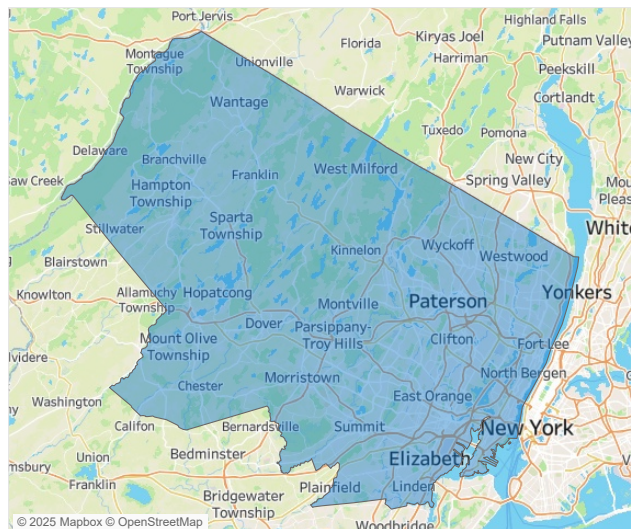 Port Jervis
Highland Falls
Montague
Township
Unionville
Florida
Kiryas Joel
Putnam Valley
Harriman
Peekskill
Wantage
Warwick
Cortlandt
Tuxedo
Pomona
Delaware
Branchville
New City
Franklin
West Milford
Spring Valley
Mou
Pleas
aw Creek
Hampton
Township
Stillwater
Sparta
Township
Wyckoff
Westwood
White
Blairstown
Kinnelon
Knowlton
Allamuchy
Township
Hopatcong
Montville
Paterson
Yonkers
Dover
Parsippany-
Troy Hills
Clifton
Fort Lee
Mount Olive
Township
lvidere
Morristown
North Bergen
Chester
East Orange
Washington
Califon
Bernardsville
Summit
New York
Bedminster
Elizabeth
msburg
Union
Franklin
Bridgewater
Township
Plainfield
Linden
Woodbridge
© 2025 Mapbox © OpenStreetMap